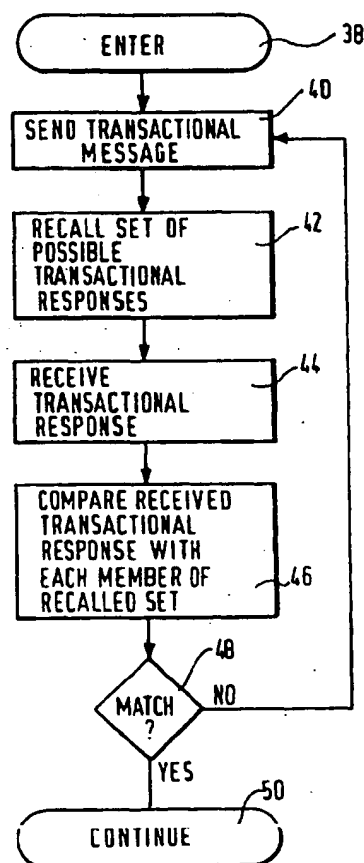 ENTER
38
40
SEND TRANSACTIONAL
MESSAGE
RECALL SET OF
POSSIBLE
TRANSACTIONAL
RESPONSES
42
RECEIVE
TRANSACTIONAL
RESPONSE
44
COMPARE RECEIVED
TRANSACTIONAL
RESPONSE WITH
EACH MEMBER OF
RECALLED SET
46
48
MATCH
?
NO
YES
50
CONTINUE